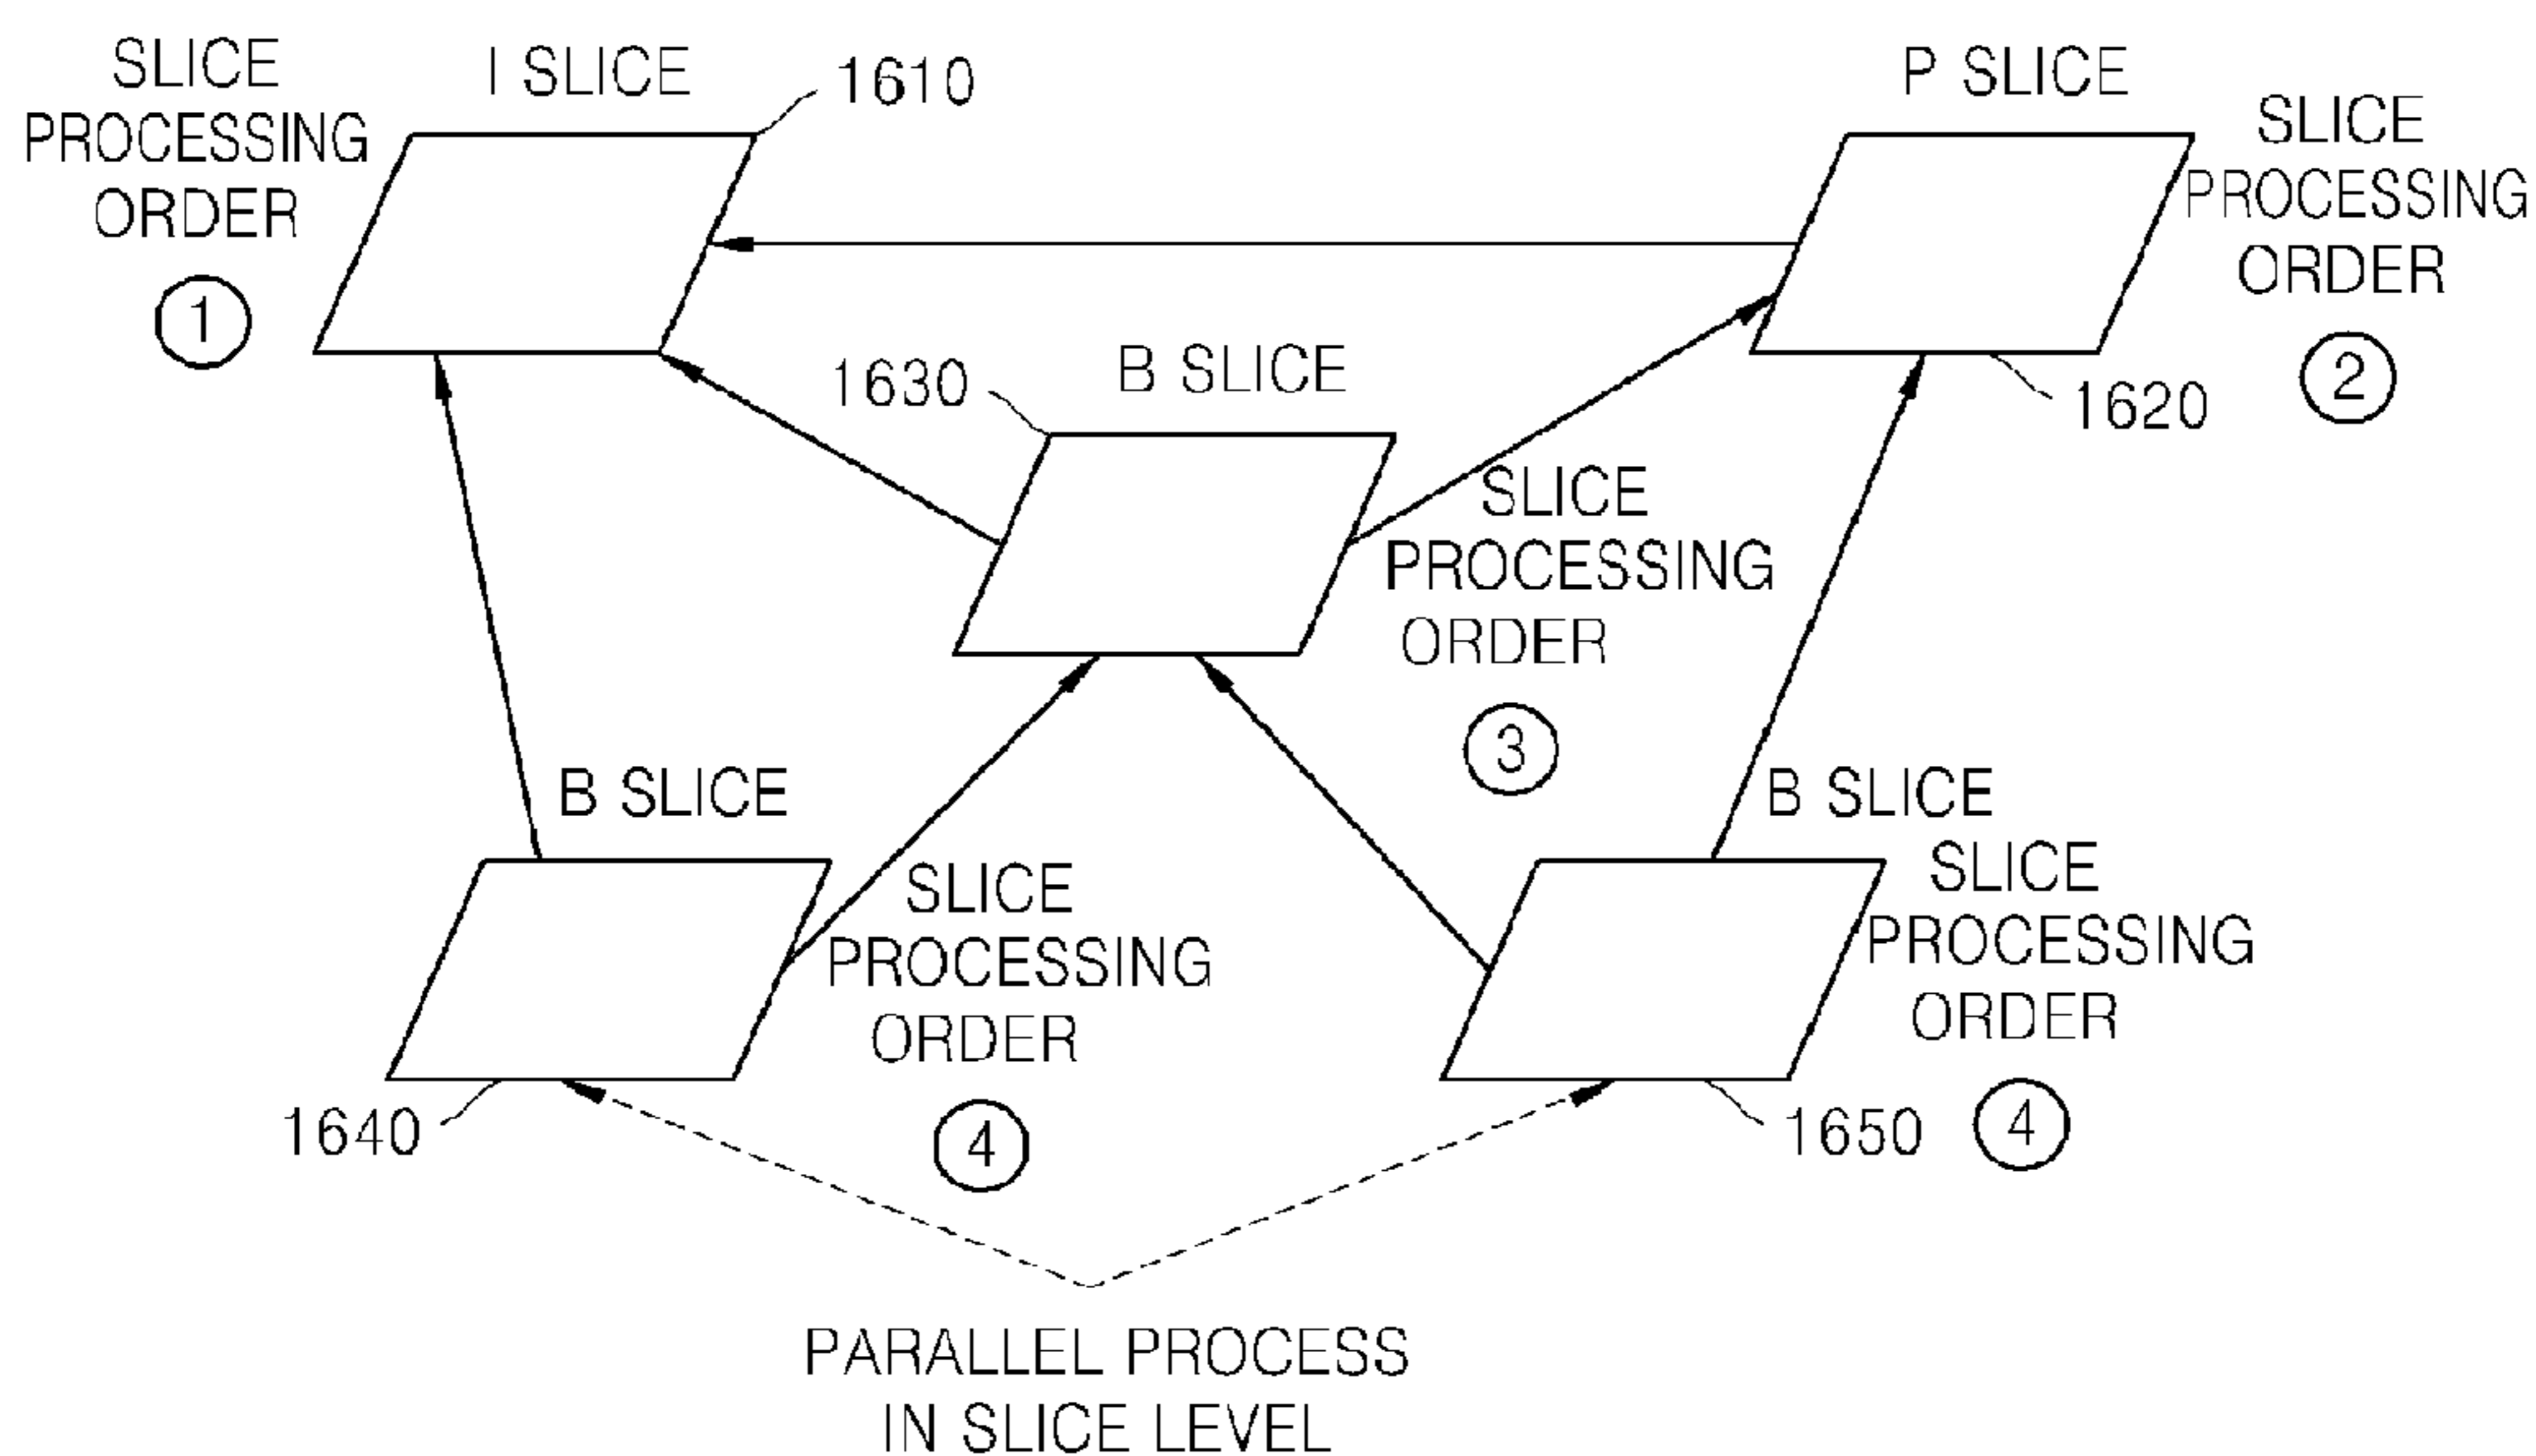 SLICE
PROCESSING
ORDER
1
I SLICE
1610
P SLICE
SLICE
PROCESSING
ORDER
2
1620
1630
B SLICE
SLICE
PROCESSING
ORDER
3
B SLICE
SLICE
PROCESSING
ORDER
4
1640
B SLICE
SLICE
PROCESSING
ORDER
1650
4
PARALLEL PROCESS
IN SLICE LEVEL